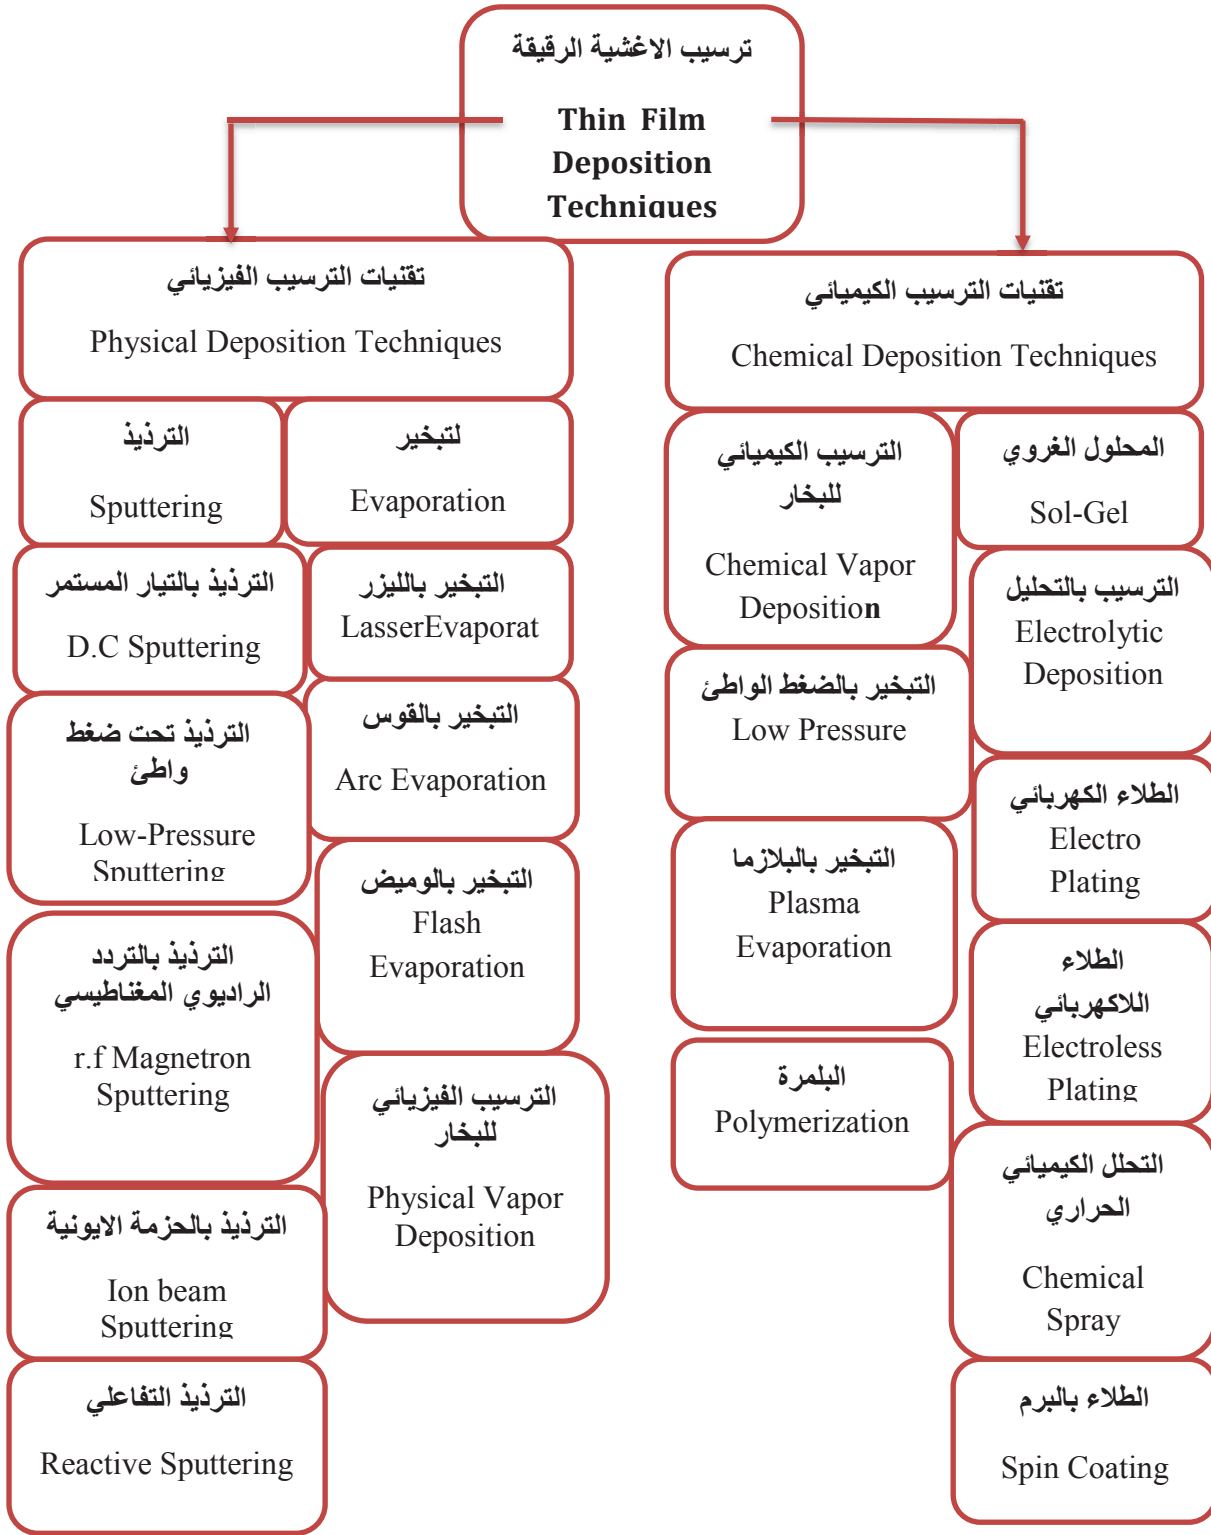 ترسيب الاغشية الرقيقة
Thin Film
Deposition
Techniques
تقنيات الترسيب الفيزيائي
Physical Deposition Techniques
تقنيات الترسيب الكيميائي
Chemical Deposition Techniques
الترذيذ
Sputtering
لتبخير
Evaporation
الترسيب الكيميائي
للبخار
Chemical Vapor
Deposition
المحلول الغروي
Sol-Gel
الترذيذ بالتيار المستمر
D.C Sputtering
التبخير بالليزر
LasserEvaporat
التبخير بالضغط الواطئ
Low Pressure
الترسيب بالتحليل
Electrolytic
Deposition
الترذيذ تحت ضغط
واطئ
Low-Pressure
Sputtering
التبخير بالقوس
Arc Evaporation
التبخير بالبلازما
Plasma
Evaporation
الطلاء الكهربائي
Electro
Plating
الترذيذ بالتردد
الراديوي المغناطيسي
r.f Magnetron
Sputtering
التبخير بالوميض
Flash
Evaporation
البلمرة
Polymerization
الطلاء
اللاكهربائي
Electroless
Plating
الترذيذ بالحزمة الايونية
Ion beam
Sputtering
الترسيب الفيزيائي
للبخار
Physical Vapor
Deposition
التحلل الكيميائي
الحراري
Chemical
Spray
الترذيذ التفاعلي
Reactive Sputtering
الطلاء بالبرم
Spin Coating